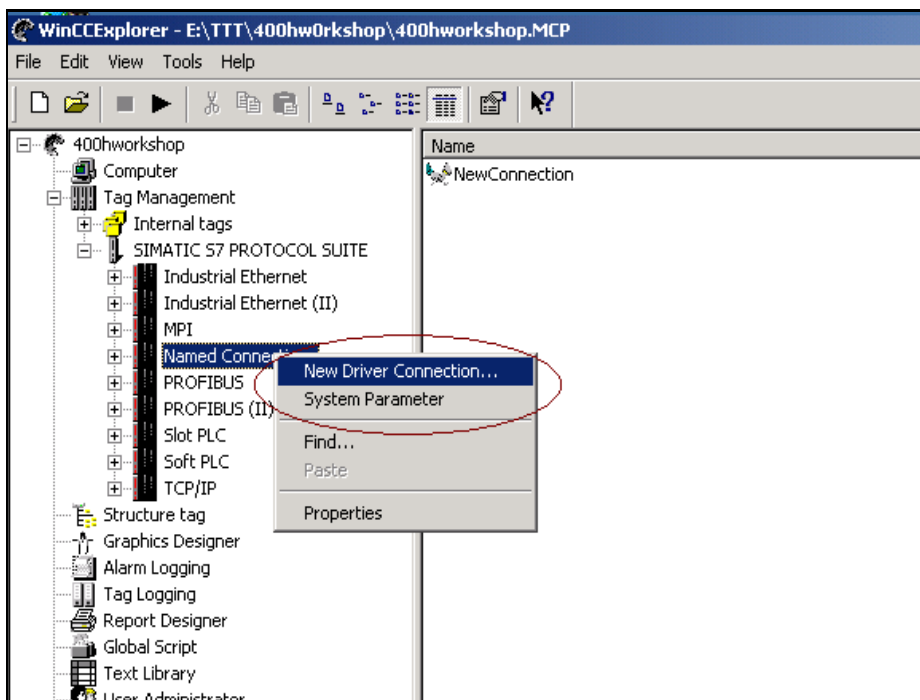 WinCCExplorer - E:\TTT\400hw0rkshop\400hworkshop.MCP
File Edit View Tools Help
400hworkshop
Computer
Tag Management
Internal tags
SIMATIC S7 PROTOCOL SUITE
Industrial Ethernet
Industrial Ethernet (II)
MPI
Named Connection
PROFIBUS
PROFIBUS (II)
Slot PLC
Soft PLC
TCP/IP
Structure tag
Graphics Designer
Alarm Logging
Tag Logging
Report Designer
Global Script
Text Library
User Administrator
Name
NewConnection
New Driver Connection...
System Parameter
Find...
Paste
Properties